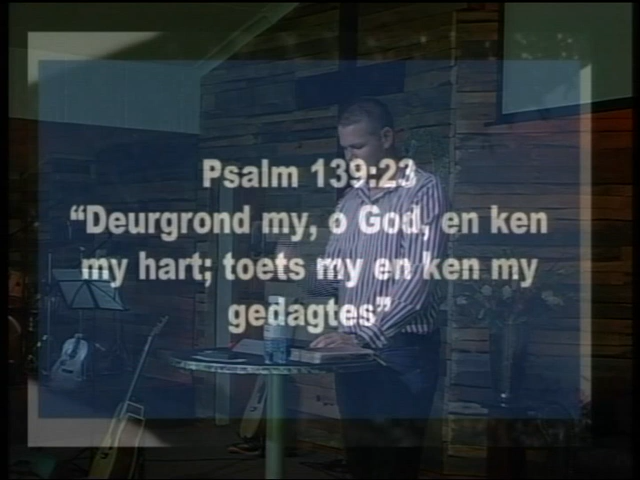 Psalm 139:23
“Deurgrond my, o God, en ken
my hart; toets my en ken my
gedagtes”